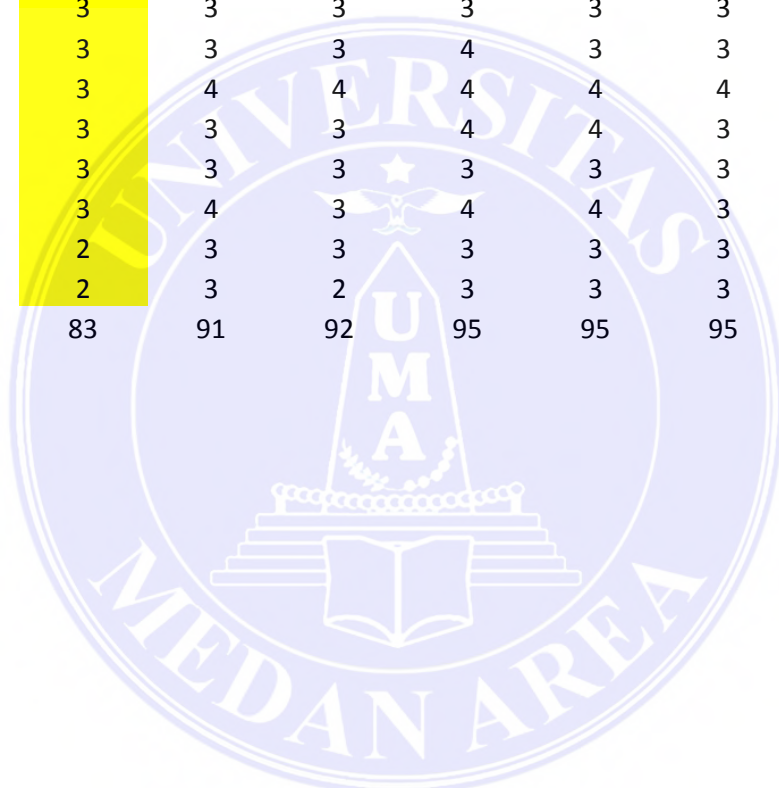 3 3 3 3 3 3
3 3 3 4 3 3
3 4 4 4 4 4
3 3 3 4 4 3
3 3 3 3 3 3
3 4 3 4 4 3
2 3 3 3 3 3
2 3 2 3 3 3
83 91 92 95 95 95
UNIVERSITAS
U
M
A
MEDAN AREA